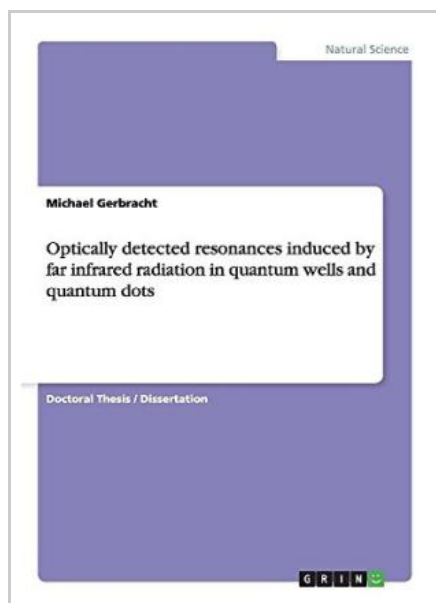 Natural Science
Michael Gerbracht
Optically detected resonances induced by
far infrared radiation in quantum wells and
quantum dots
Doctoral Thesis / Dissertation
GRIN